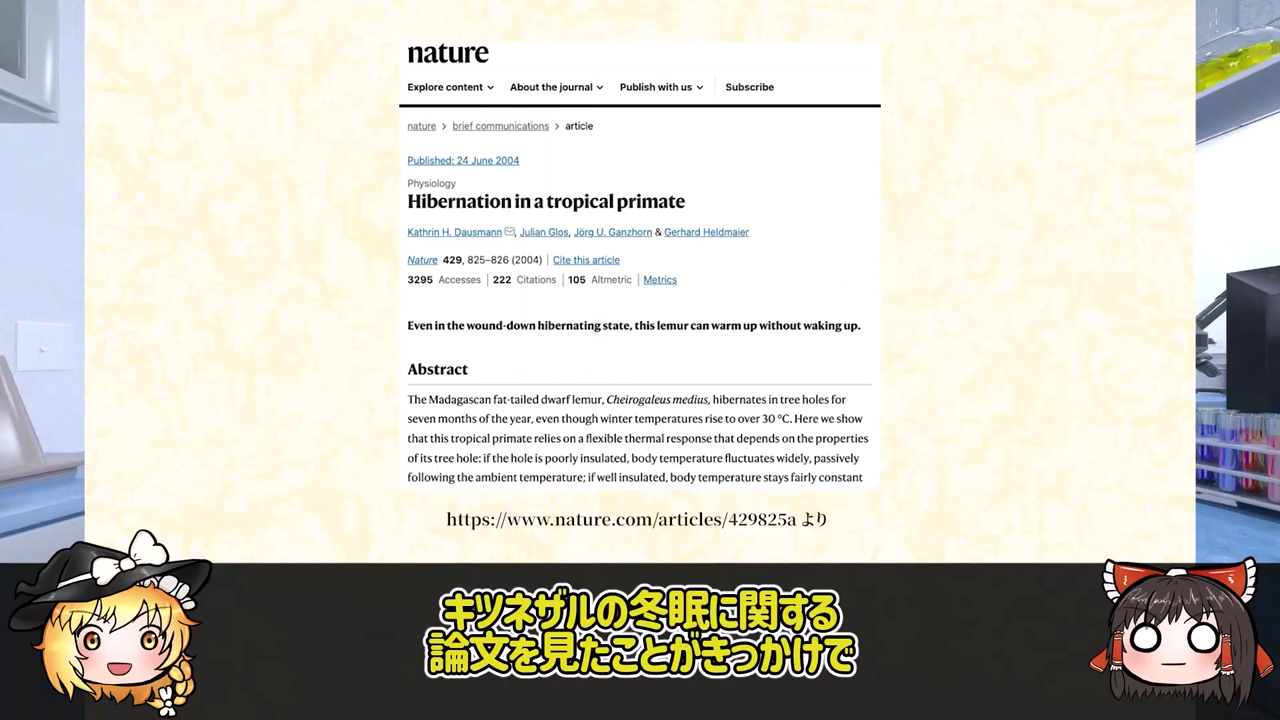 nature
Explore content About the journal Publish with us Subscribe
nature > brief communications > article
Published: 24 June 2004
Physiology
Hibernation in a tropical primate
Kathrin H. Dausmann, Julian Glos, Jörg U. Ganzhorn & Gerhard Heldmaier
Nature 429, 825–826 (2004) | Cite this article
3295 Accesses | 222 Citations | 105 Altmetric | Metrics
Even in the wound-down hibernating state, this lemur can warm up without waking up.
Abstract
The Madagascan fat-tailed dwarf lemur, Cheirogaleus medius, hibernates in tree holes for
seven months of the year, even though winter temperatures rise to over 30 °C. Here we show
that this tropical primate relies on a flexible thermal response that depends on the properties
of its tree hole: if the hole is poorly insulated, body temperature fluctuates widely, passively
following the ambient temperature; if well insulated, body temperature stays fairly constant
https://www.nature.com/articles/429825a より
キツネザルの冬眠に関する
論文を見たことがきっかけで